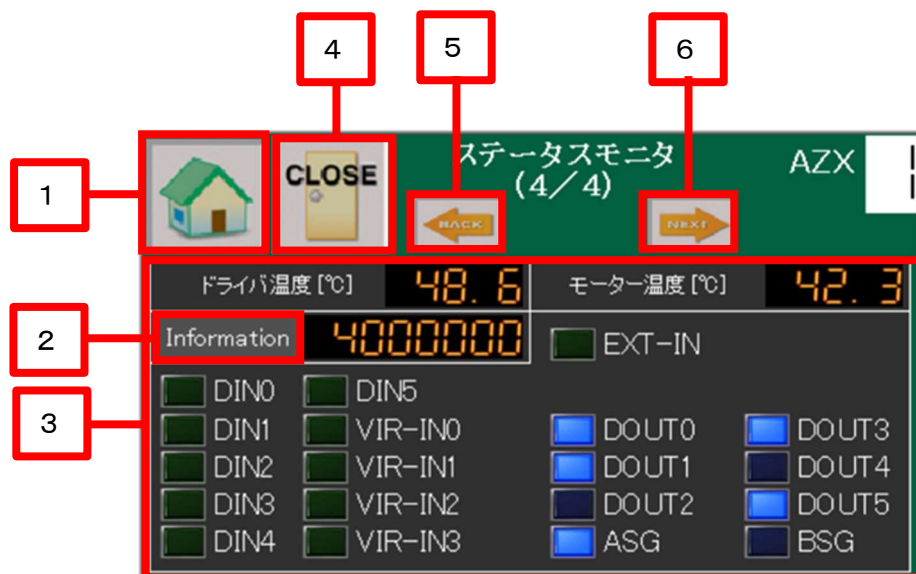 4
5
6
1
CLOSE
ステータスモニタ
(4/4)
AZX
BACK
NEXT
ドライバ温度 [℃]
48.6
モーター温度 [℃]
42.3
2
Information
4000000
EXT-IN
3
DIN0
DIN5
DIN1
VIR-IN0
DOUT0
DOUT3
DIN2
VIR-IN1
DOUT1
DOUT4
DIN3
VIR-IN2
DOUT2
DOUT5
DIN4
VIR-IN3
ASG
BSG